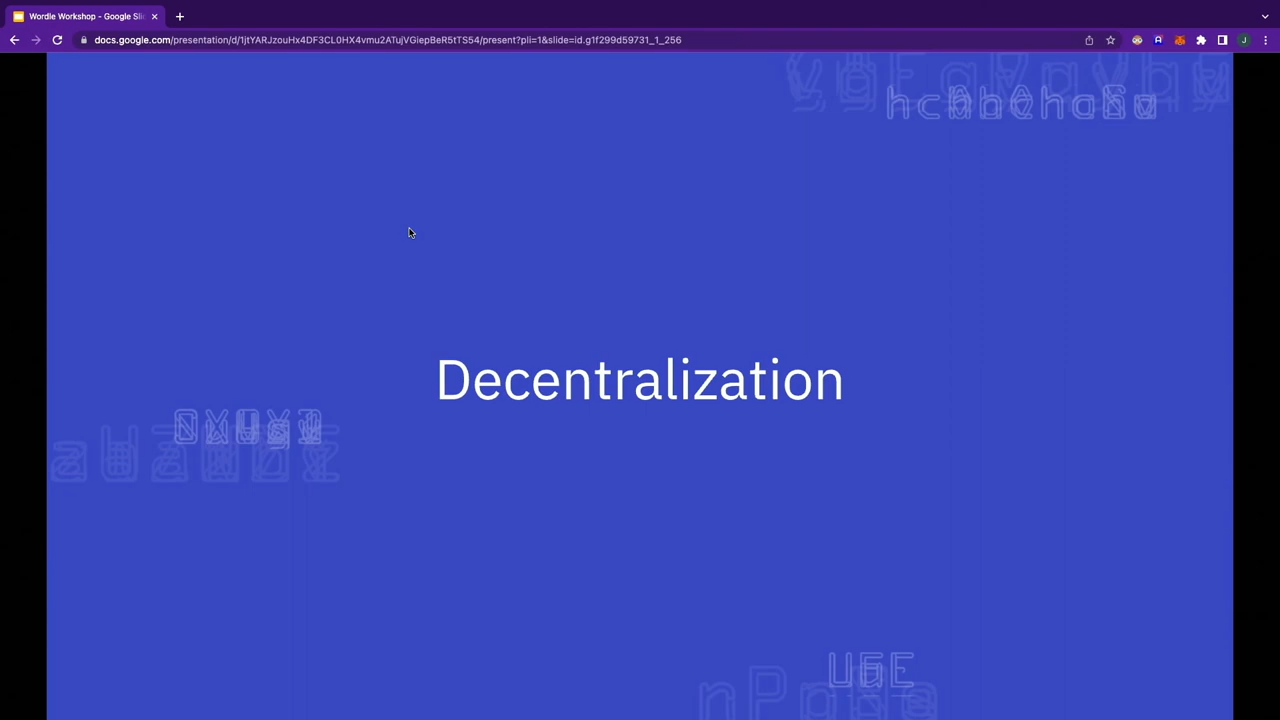 Wordle Workshop - Google Sli
docs.google.com/presentation/d/1jtYARJzouHx4DF3CL0HX4vmu2ATujVGiepBeR5tTS54/present?pli=1&slide=id.g1f299d59731_1_256
J
Decentralization